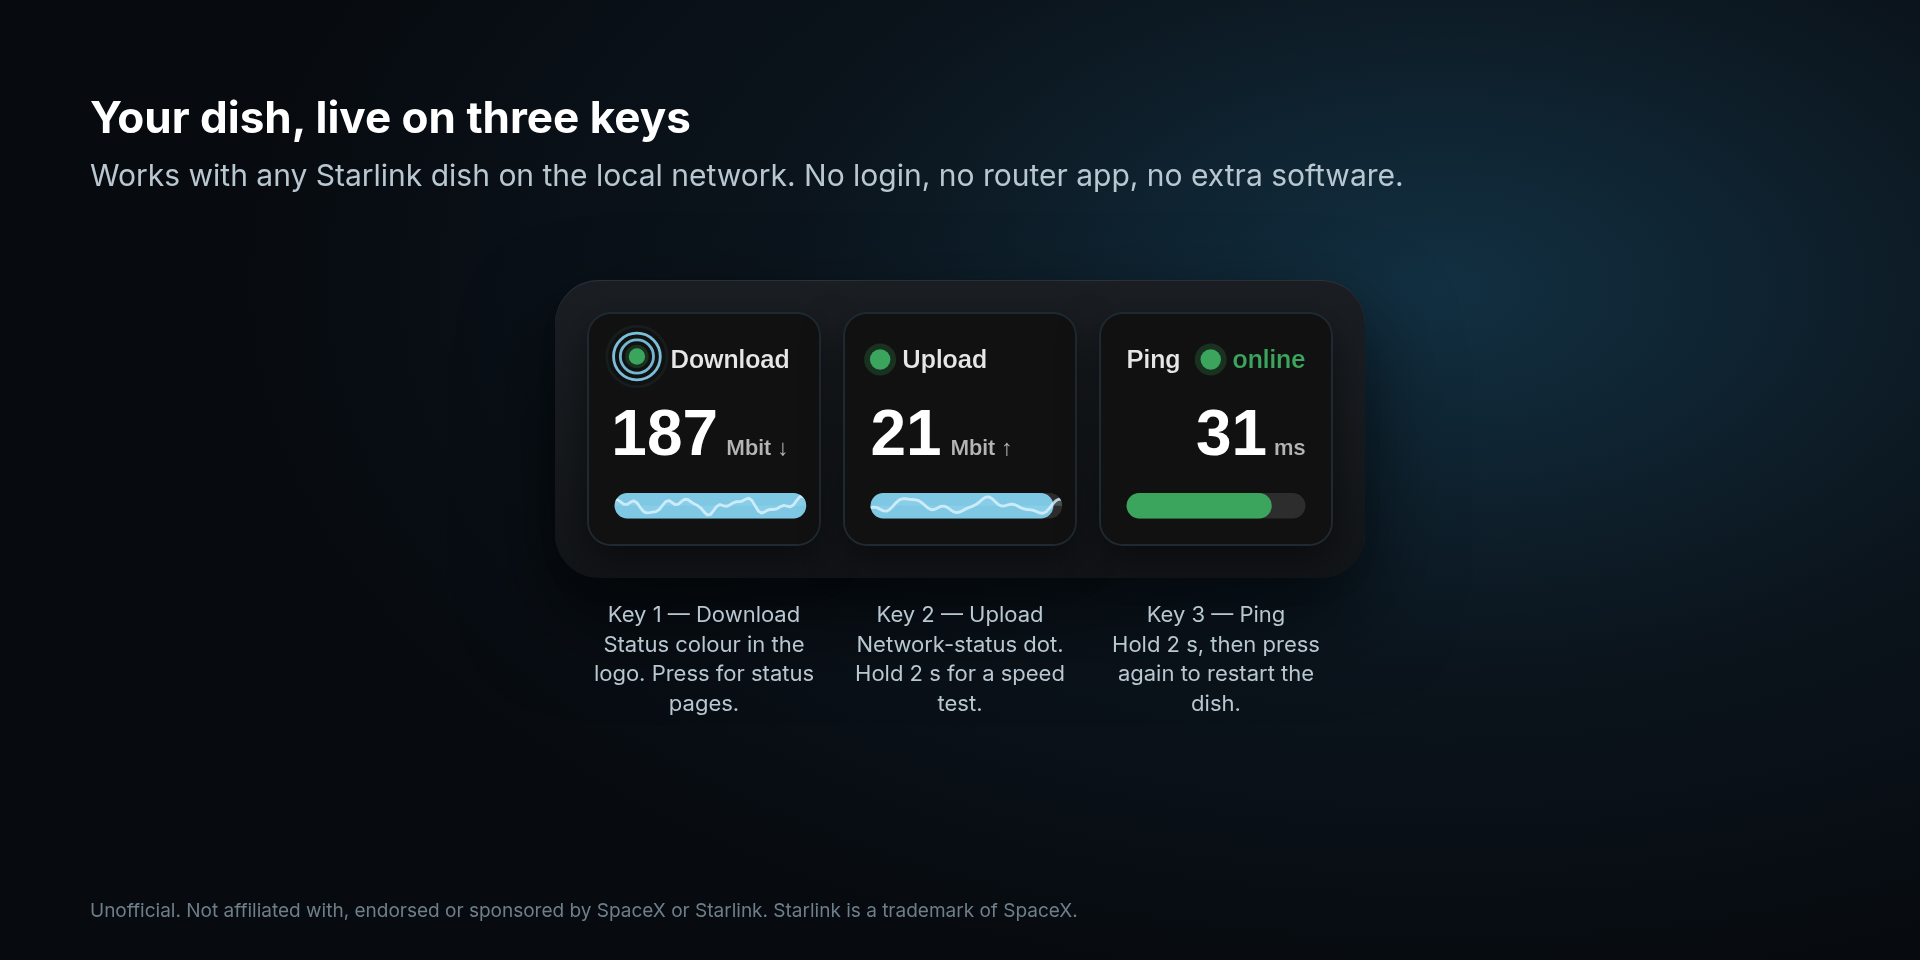 Your dish, live on three keys
Works with any Starlink dish on the local network. No login, no router app, no extra software.
Download
187 Mbit ↓
Upload
21 Mbit ↑
Ping online
31 ms
Key 1 — Download
Status colour in the
logo. Press for status
pages.
Key 2 — Upload
Network-status dot.
Hold 2 s for a speed
test.
Key 3 — Ping
Hold 2 s, then press
again to restart the
dish.
Unofficial. Not affiliated with, endorsed or sponsored by SpaceX or Starlink. Starlink is a trademark of SpaceX.